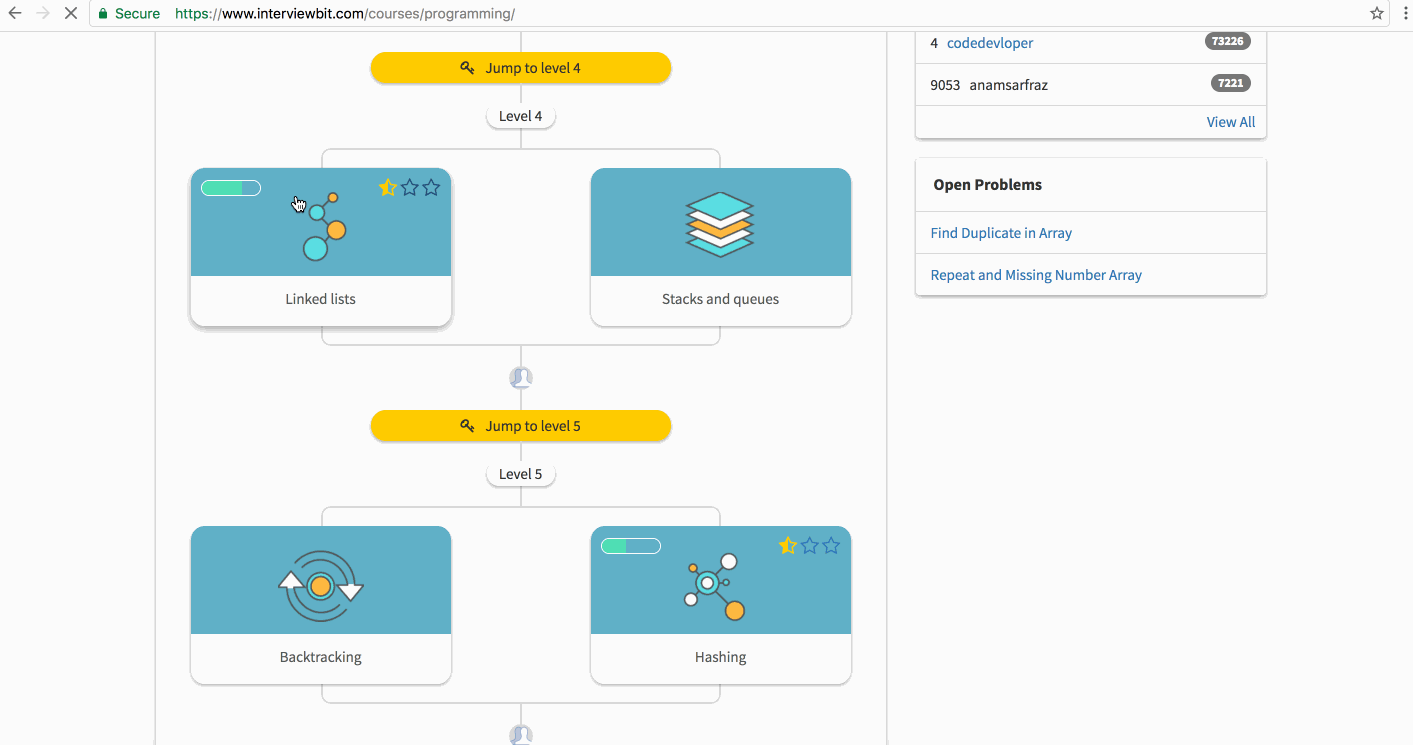 Secure https://www.interviewbit.com/courses/programming/
Jump to level 4
Level 4
Linked lists
Stacks and queues
Jump to level 5
Level 5
Backtracking
Hashing
4 codedevloper 73226
9053 anamsarfraz 7221
View All
Open Problems
Find Duplicate in Array
Repeat and Missing Number Array